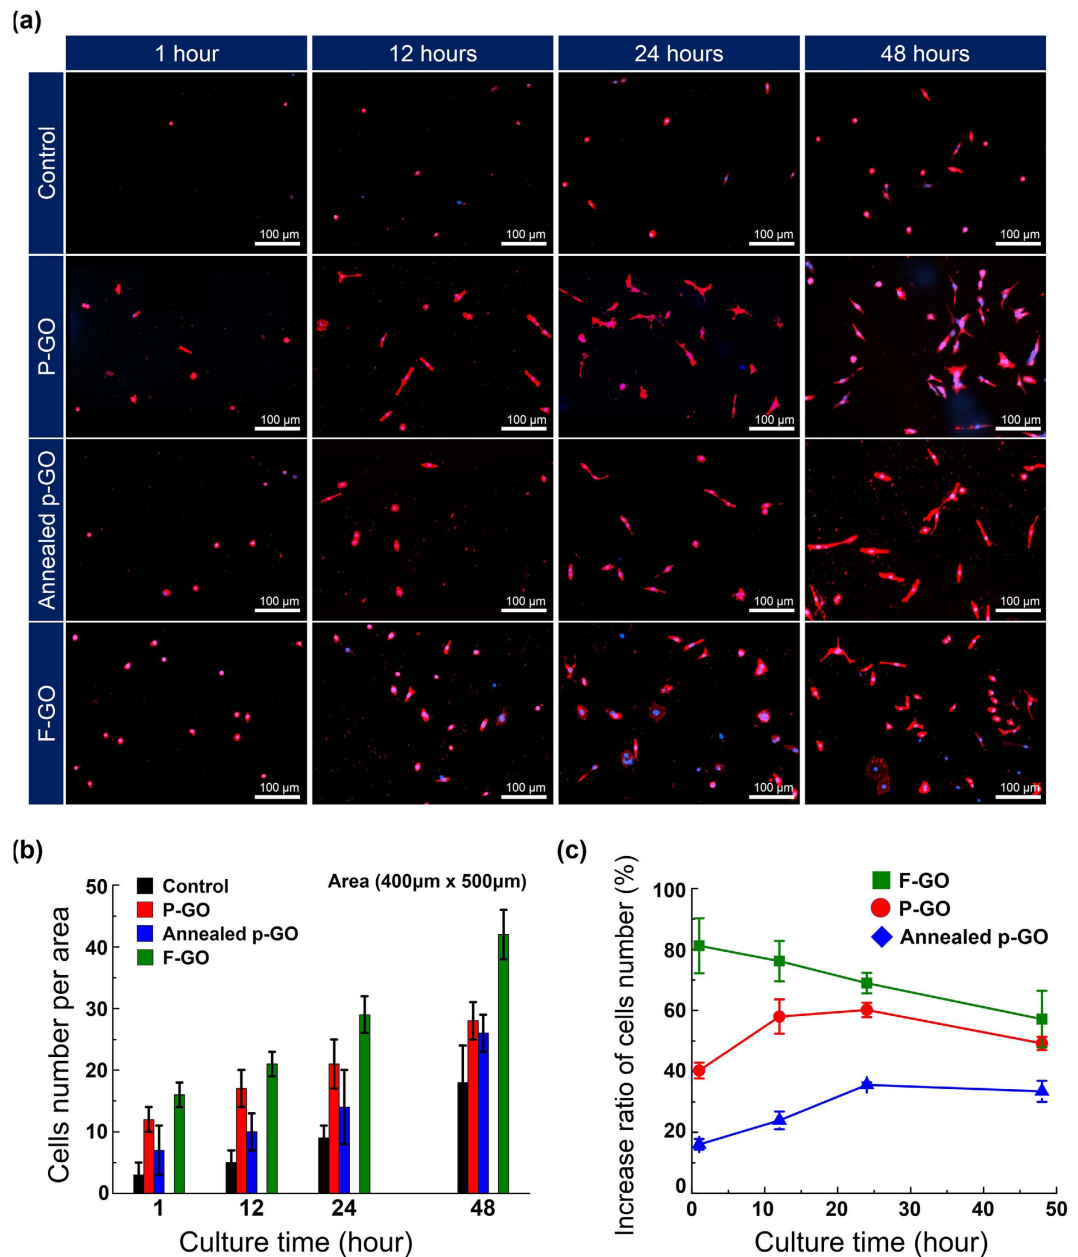 (a)
1 hour 12 hours 24 hours 48 hours
Control
100 µm 100 µm 100 µm 100 µm
P-GO
100 µm 100 µm 100 µm 100 µm
Annealed p-GO
100 µm 100 µm 100 µm 100 µm
F-GO
100 µm 100 µm 100 µm 100 µm
(b)
Area (400µm x 500µm)
Control
P-GO
Annealed p-GO
F-GO
Cells number per area
50
40
30
20
10
0
1 12 24 48
Culture time (hour)
(c)
F-GO
P-GO
Annealed p-GO
Increase ratio of cells number (%)
100
80
60
40
20
0
0 10 20 30 40 50
Culture time (hour)